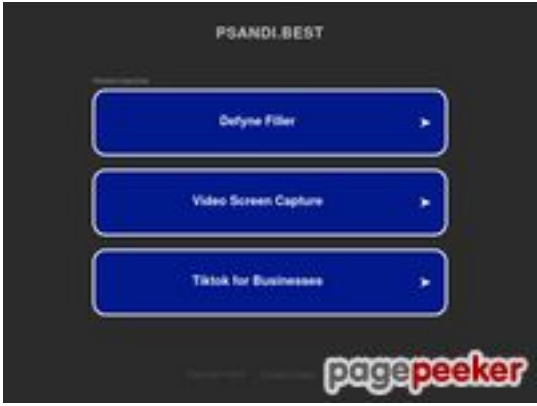 PSANDI.BEST
Defyne Filler
Video Screen Capture
Tiktok for Businesses
pagepeeker